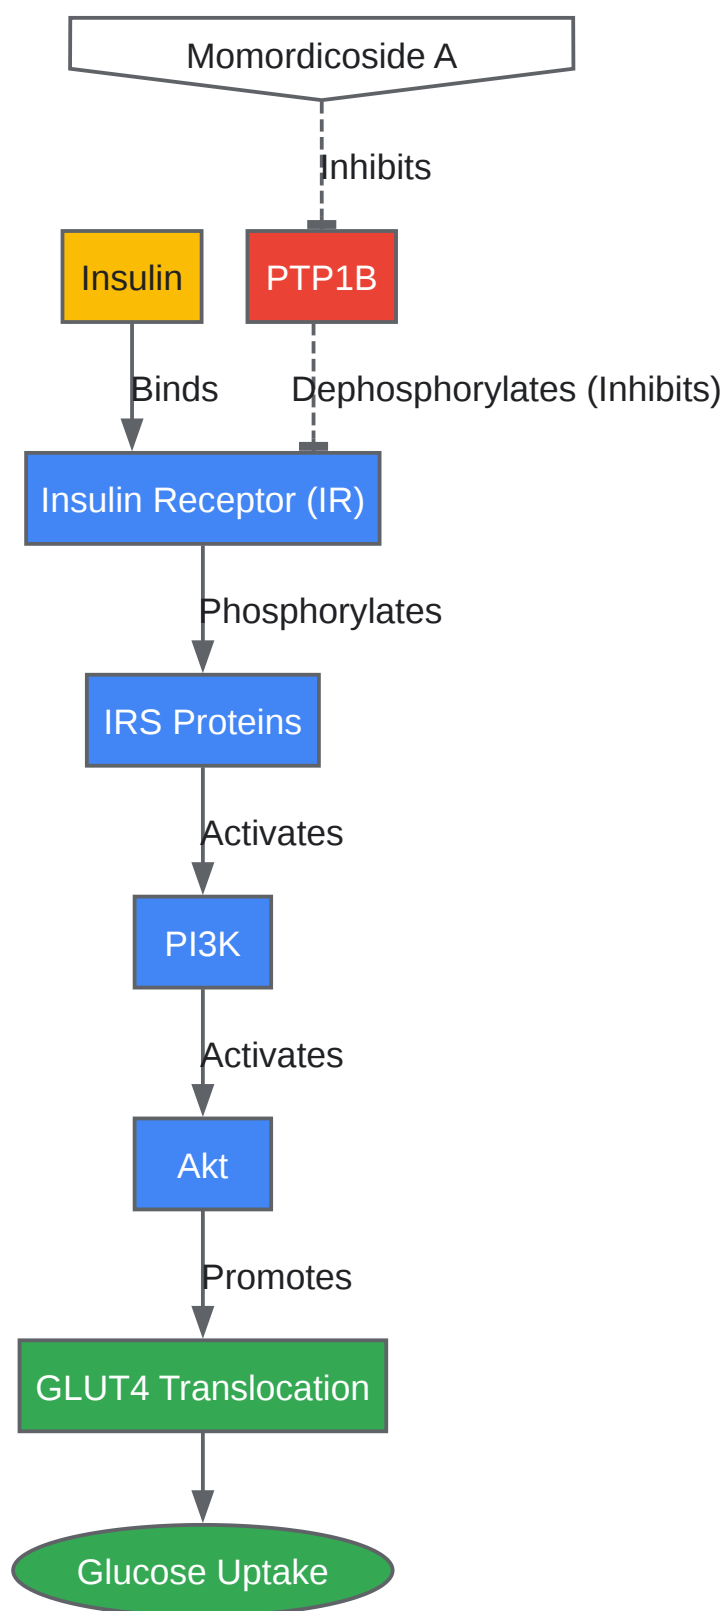 Momordicoside A
Inhibits
Insulin
PTP1B
Binds
Dephosphorylates (Inhibits)
Insulin Receptor (IR)
Phosphorylates
IRS Proteins
Activates
PI3K
Activates
Akt
Promotes
GLUT4 Translocation
Glucose Uptake